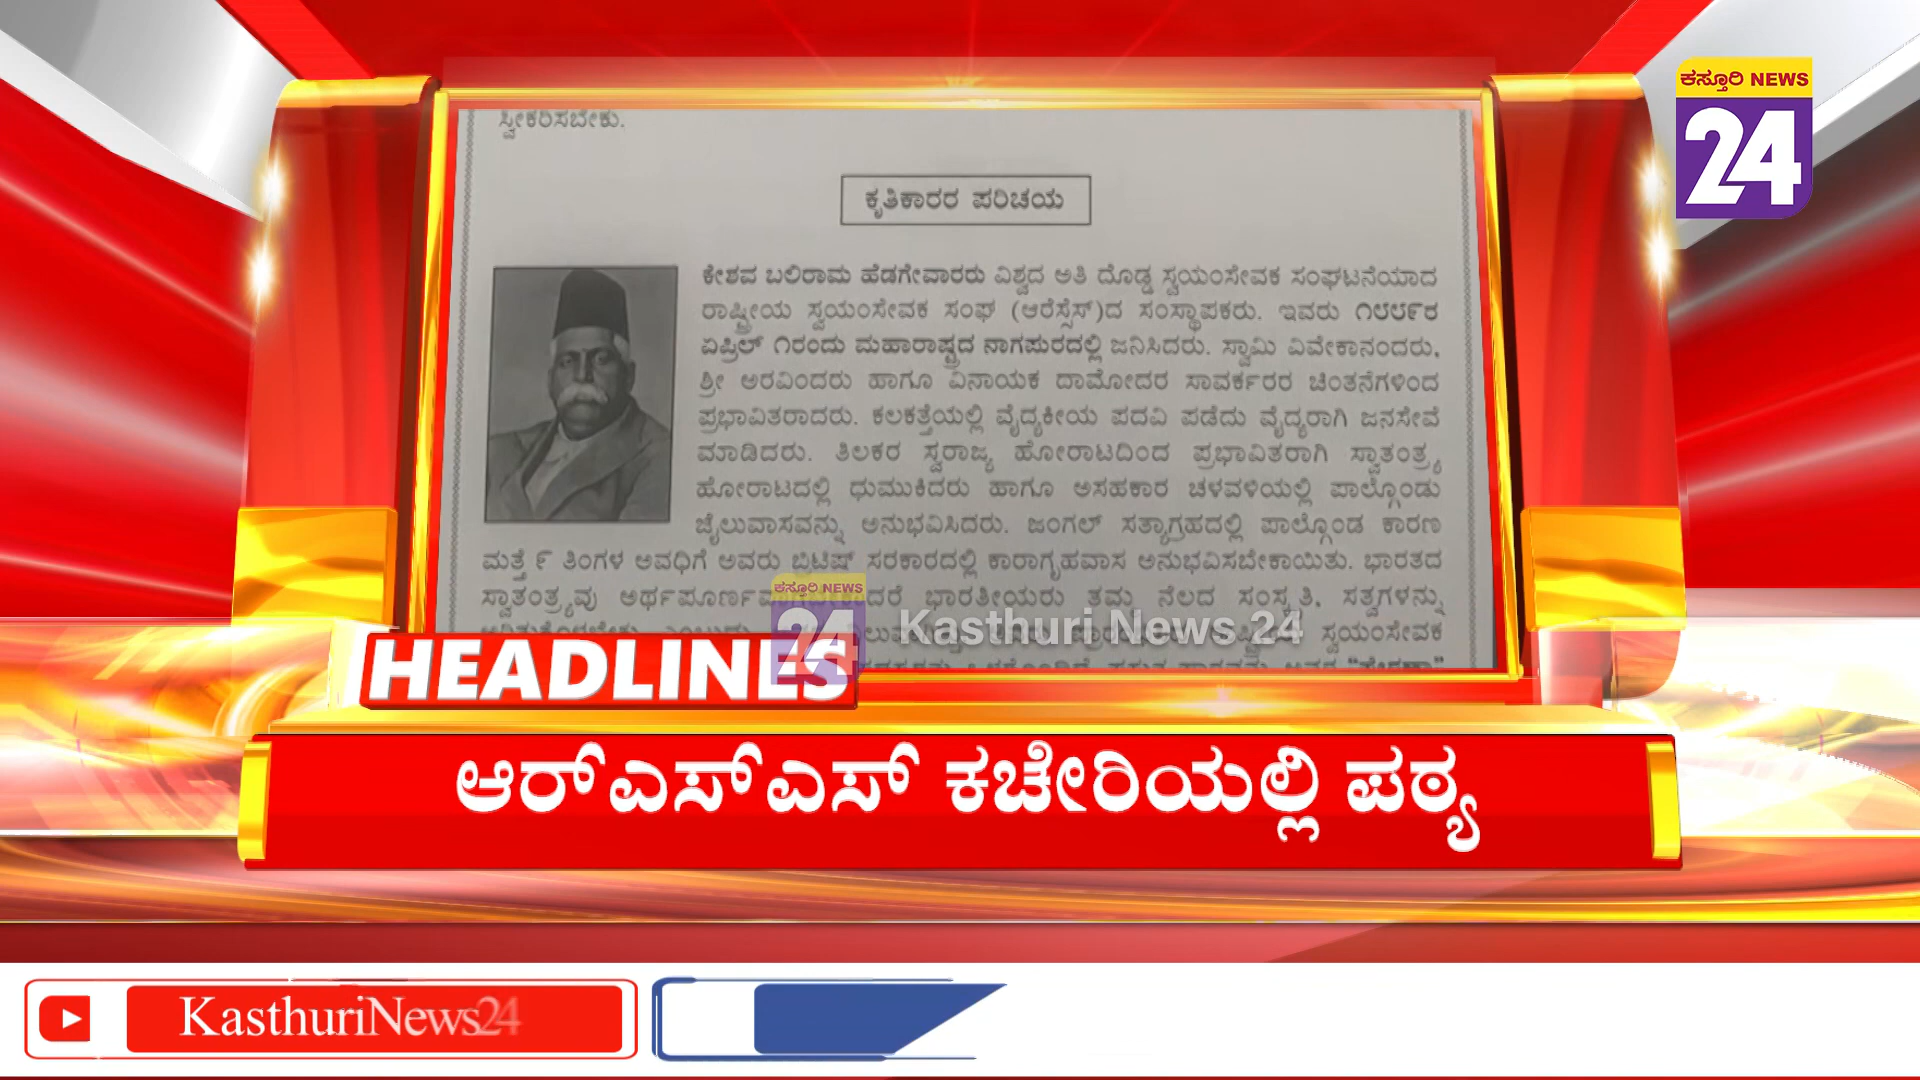 ಕಸ್ತೂರಿ NEWS
24
ಸ್ವೀಕರಿಸಬೇಕು.
ಕೃತಿಕಾರರ ಪರಿಚಯ
ಕೇಶವ ಬಲಿರಾಮ ಹೆಡಗೇವಾರರು ವಿಶ್ವದ ಅತಿ ದೊಡ್ಡ ಸ್ವಯಂಸೇವಕ ಸಂಘಟನೆಯಾದ
ರಾಷ್ಟ್ರೀಯ ಸ್ವಯಂಸೇವಕ ಸಂಘ (ಆರೆಸ್ಸೆಸ್)ದ ಸಂಸ್ಥಾಪಕರು. ಇವರು ೧೮೮೯ರ
ಏಪ್ರಿಲ್ ೧ರಂದು ಮಹಾರಾಷ್ಟ್ರದ ನಾಗಪುರದಲ್ಲಿ ಜನಿಸಿದರು. ಸ್ವಾಮಿ ವಿವೇಕಾನಂದರು,
ಶ್ರೀ ಅರವಿಂದರು ಹಾಗೂ ವಿನಾಯಕ ದಾಮೋದರ ಸಾವರ್ಕರರ ಚಿಂತನೆಗಳಿಂದ
ಪ್ರಭಾವಿತರಾದರು. ಕಲಕತ್ತೆಯಲ್ಲಿ ವೈದ್ಯಕೀಯ ಪದವಿ ಪಡೆದು ವೈದ್ಯರಾಗಿ ಜನಸೇವೆ
ಮಾಡಿದರು. ತಿಲಕರ ಸ್ವರಾಜ್ಯ ಹೋರಾಟದಿಂದ ಪ್ರಭಾವಿತರಾಗಿ ಸ್ವಾತಂತ್ರ್ಯ
ಹೋರಾಟದಲ್ಲಿ ಧುಮುಕಿದರು ಹಾಗೂ ಅಸಹಕಾರ ಚಳವಳಿಯಲ್ಲಿ ಪಾಲ್ಗೊಂಡು
ಜೈಲುವಾಸವನ್ನು ಅನುಭವಿಸಿದರು. ಜಂಗಲ್ ಸತ್ಯಾಗ್ರಹದಲ್ಲಿ ಪಾಲ್ಗೊಂಡ ಕಾರಣ
ಮತ್ತೆ ೯ ತಿಂಗಳ ಅವಧಿಗೆ ಅವರು ಬ್ರಿಟಿಷ್ ಸರಕಾರದಲ್ಲಿ ಕಾರಾಗೃಹವಾಸ ಅನುಭವಿಸಬೇಕಾಯಿತು. ಭಾರತದ
ಸ್ವಾತಂತ್ರ್ಯವು ಭಾರತೀಯರು ತಮ್ಮ ನೆಲದ ಸಂಸ್ಕೃತಿ, ಸತ್ವಗಳನ್ನು
ಸ್ವಯಂಸೇವಕ
ಕಸ್ತೂರಿ NEWS
24
Kasthuri News 24
HEADLINES
ಆರ್‌ಎಸ್‌ಎಸ್ ಕಚೇರಿಯಲ್ಲಿ ಪಠ್ಯ
KasthuriNews24